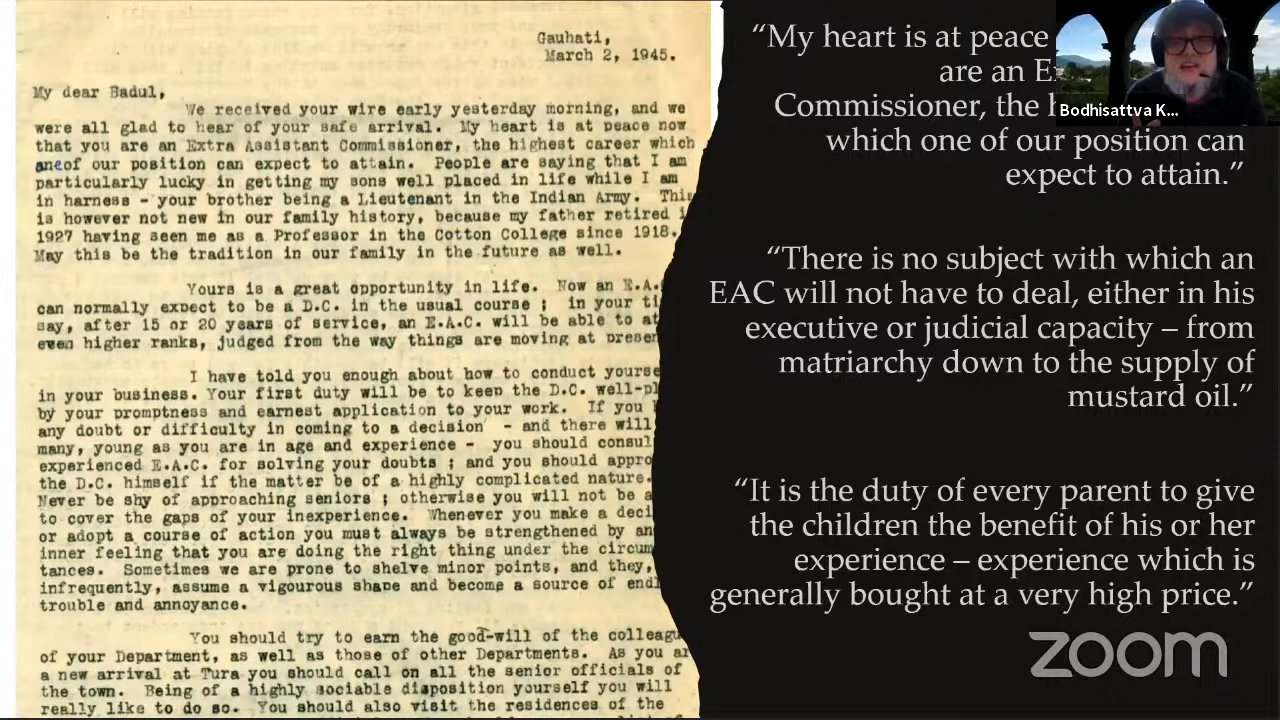 Gauhati,
March 2, 1945.
My dear Badul,
We received your wire early yesterday morning, and we
were all glad to hear of your safe arrival. My heart is at peace now
that you are an Extra Assistant Commissioner, the highest career which
one of our position can expect to attain. People are saying that I am
particularly lucky in getting my sons well placed in life while I am
in harness - your brother being a Lieutenant in the Indian Army. This
is however not new in our family history, because my father retired i
1927 having seen me as a Professor in the Cotton College since 1918.
May this be the tradition in our family in the future as well.
Yours is a great opportunity in life. Now an E.A.
can normally expect to be a D.C. in the usual course ; in your ti
say, after 15 or 20 years of service, an E.A.C. will be able to at
even higher ranks, judged from the way things are moving at presen
I have told you enough about how to conduct yourse
in your business. Your first duty will be to keep the D.C. well-pl
by your promptness and earnest application to your work. If you
any doubt or difficulty in coming to a decision - and there will
many, young as you are in age and experience - you should consul
experienced E.A.C. for solving your doubts ; and you should appro
the D.C. himself if the matter be of a highly complicated nature.
Never be shy of approaching seniors ; otherwise you will not be a
to cover the gaps of your inexperience. Whenever you make a deci
or adopt a course of action you must always be strengthened by an
inner feeling that you are doing the right thing under the circum
tances. Sometimes we are prone to shelve minor points, and they,
infrequently, assume a vigourous shape and become a source of endl
trouble and annoyance.
You should try to earn the good-will of the colleagu
of your Department, as well as those of other Departments. As you ar
a new arrival at Tura you should call on all the senior officials of
the town. Being of a highly sociable disposition yourself you will
really like to do so. You should also visit the residences of the
“My heart is at peace
are an E
Commissioner, the h
which one of our position can
expect to attain.”
“There is no subject with which an
EAC will not have to deal, either in his
executive or judicial capacity – from
matriarchy down to the supply of
mustard oil.”
“It is the duty of every parent to give
the children the benefit of his or her
experience – experience which is
generally bought at a very high price.”
Bodhisattva K...
zoom